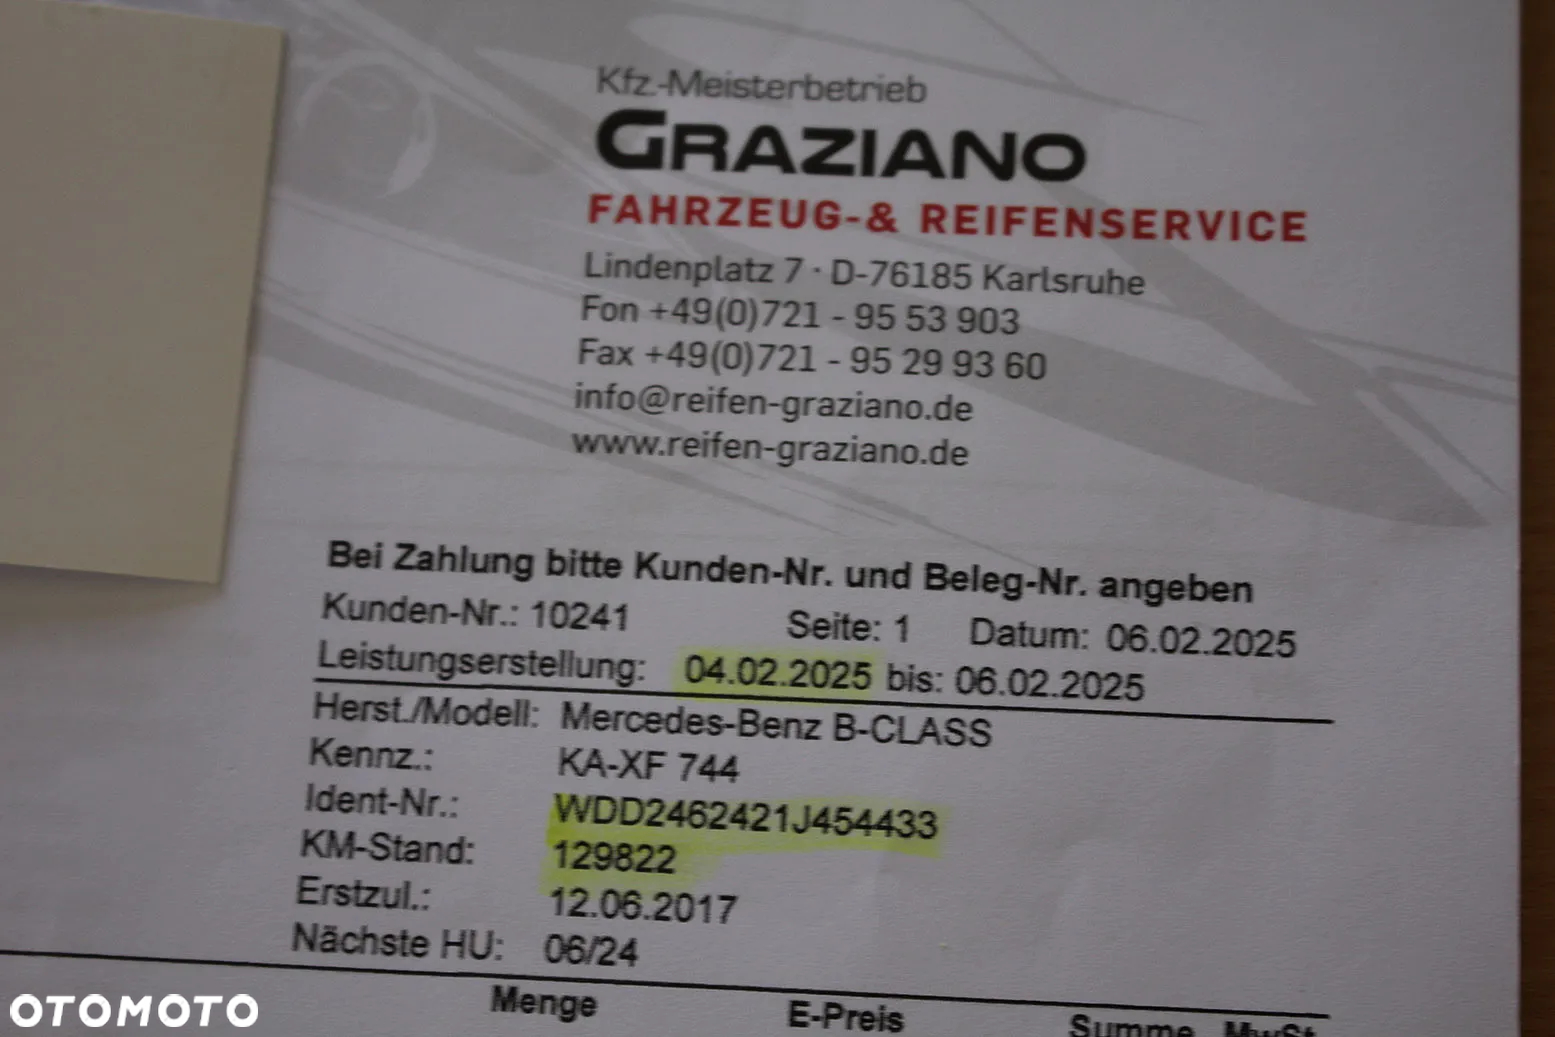 Kfz.-Meisterbetrieb
GRAZIANO
FAHRZEUG-& REIFENSERVICE
Lindenplatz 7 · D-76185 Karlsruhe
Fon +49(0)721 - 95 53 903
Fax +49(0)721 - 95 29 93 60
info@reifen-graziano.de
www.reifen-graziano.de
Bei Zahlung bitte Kunden-Nr. und Beleg-Nr. angeben
Kunden-Nr.: 10241 Seite: 1 Datum: 06.02.2025
Leistungserstellung: 04.02.2025 bis: 06.02.2025
Herst./Modell: Mercedes-Benz B-CLASS
Kennz.: KA-XF 744
Ident-Nr.: WDD2462421J454433
KM-Stand: 129822
Erstzul.: 12.06.2017
Nächste HU: 06/24
Menge E-Preis Summe MwSt
OTOMOTO